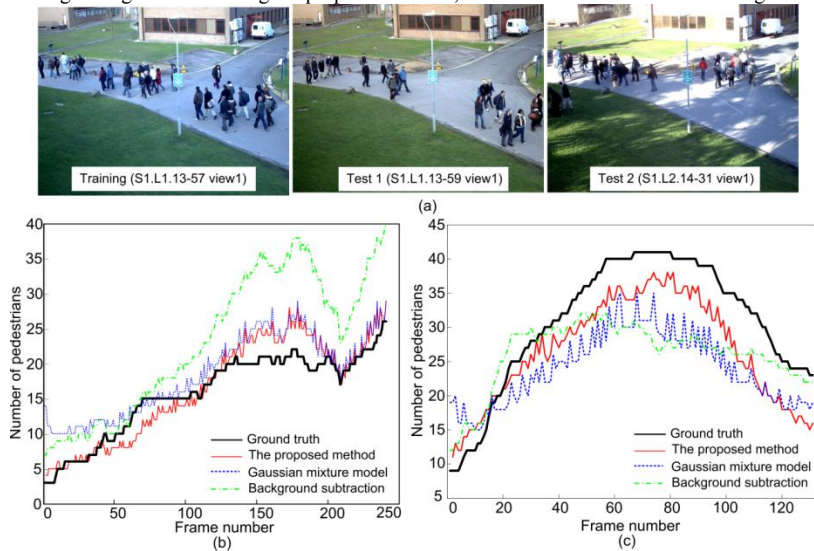 Training (S1.L1.13-57 view1)
Test 1 (S1.L1.13-59 view1)
Test 2 (S1.L2.14-31 view1)
(a)
40
35
30
25
20
15
10
5
0
Number of pedestrians
Ground truth
The proposed method
Gaussian mixture model
Background subtraction
0 50 100 150 200 250
Frame number
(b)
45
40
35
30
25
20
15
10
5
Number of pedestrians
Ground truth
The proposed method
Gaussian mixture model
Background subtraction
0 20 40 60 80 100 120
Frame number
(c)